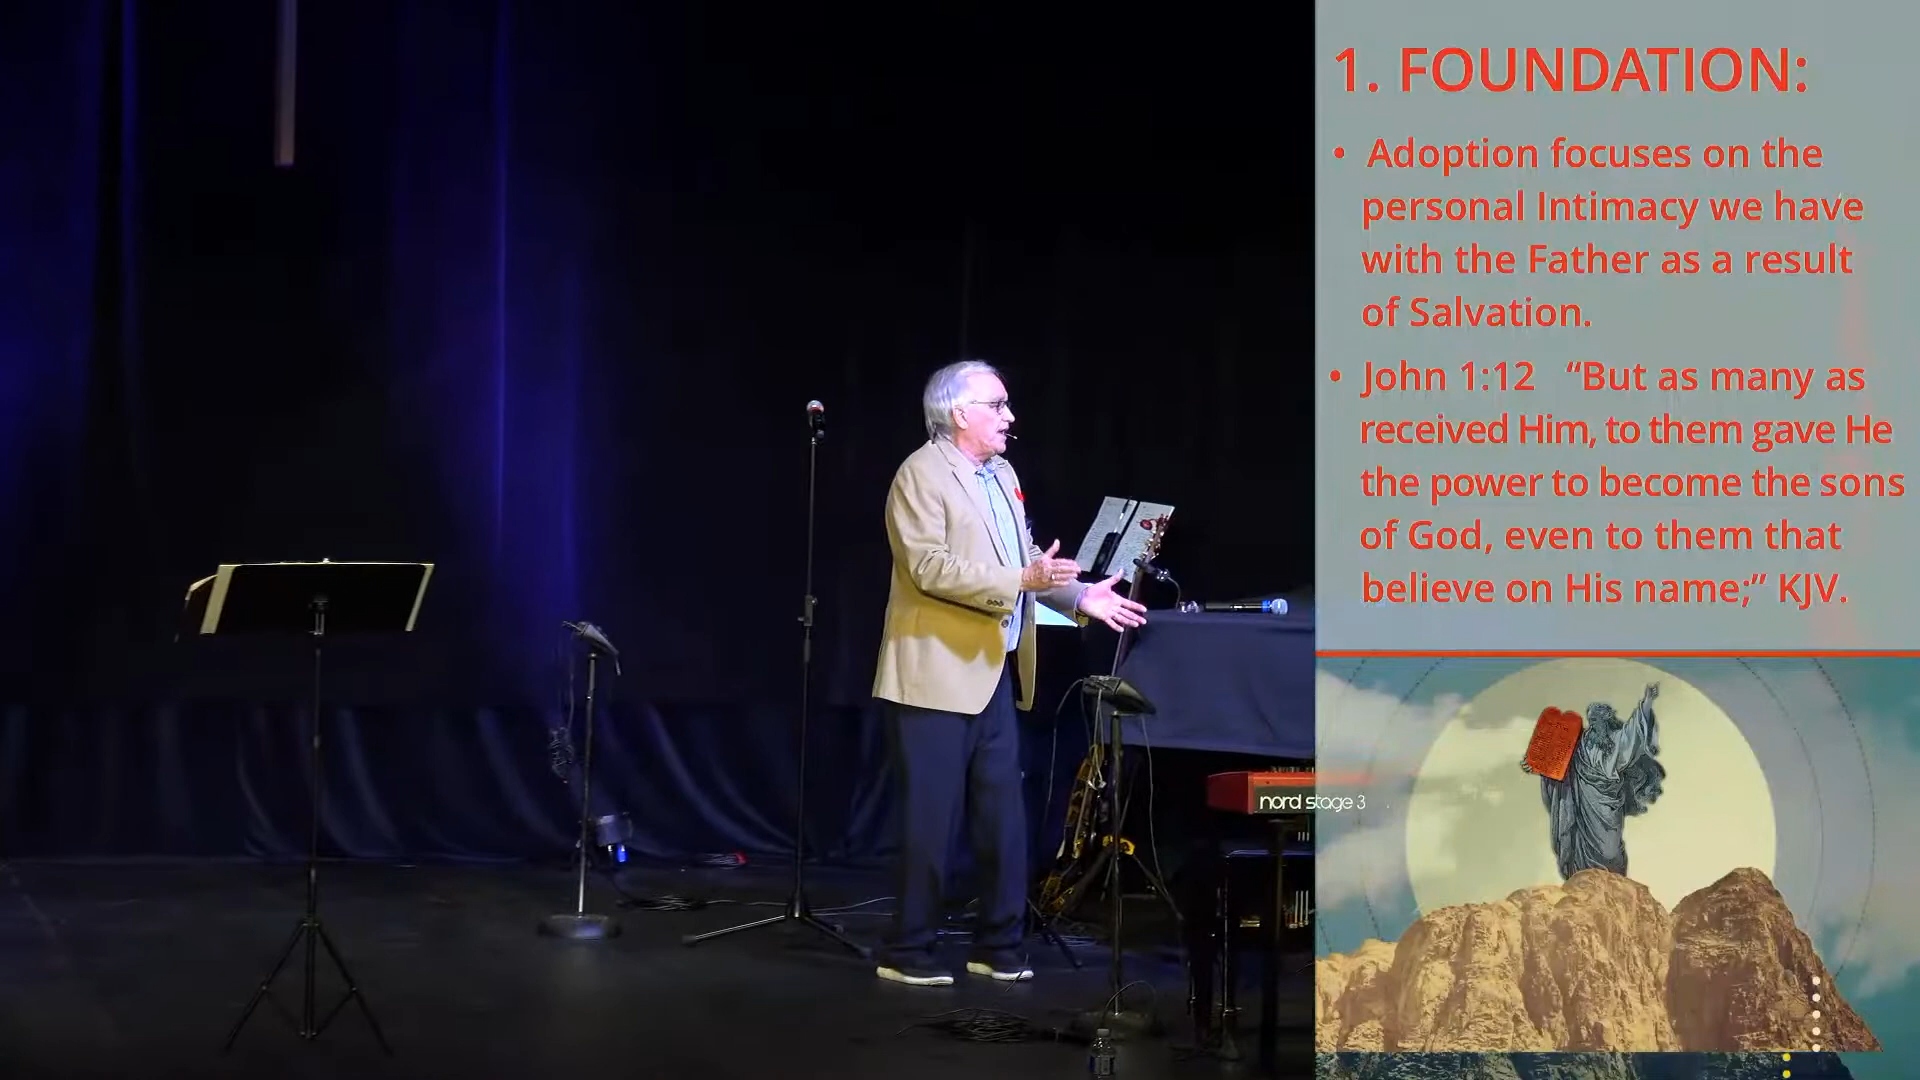 1. FOUNDATION:
• Adoption focuses on the
personal Intimacy we have
with the Father as a result
of Salvation.
• John 1:12 “But as many as
received Him, to them gave He
the power to become the sons
of God, even to them that
believe on His name;” KJV.
nord stage 3